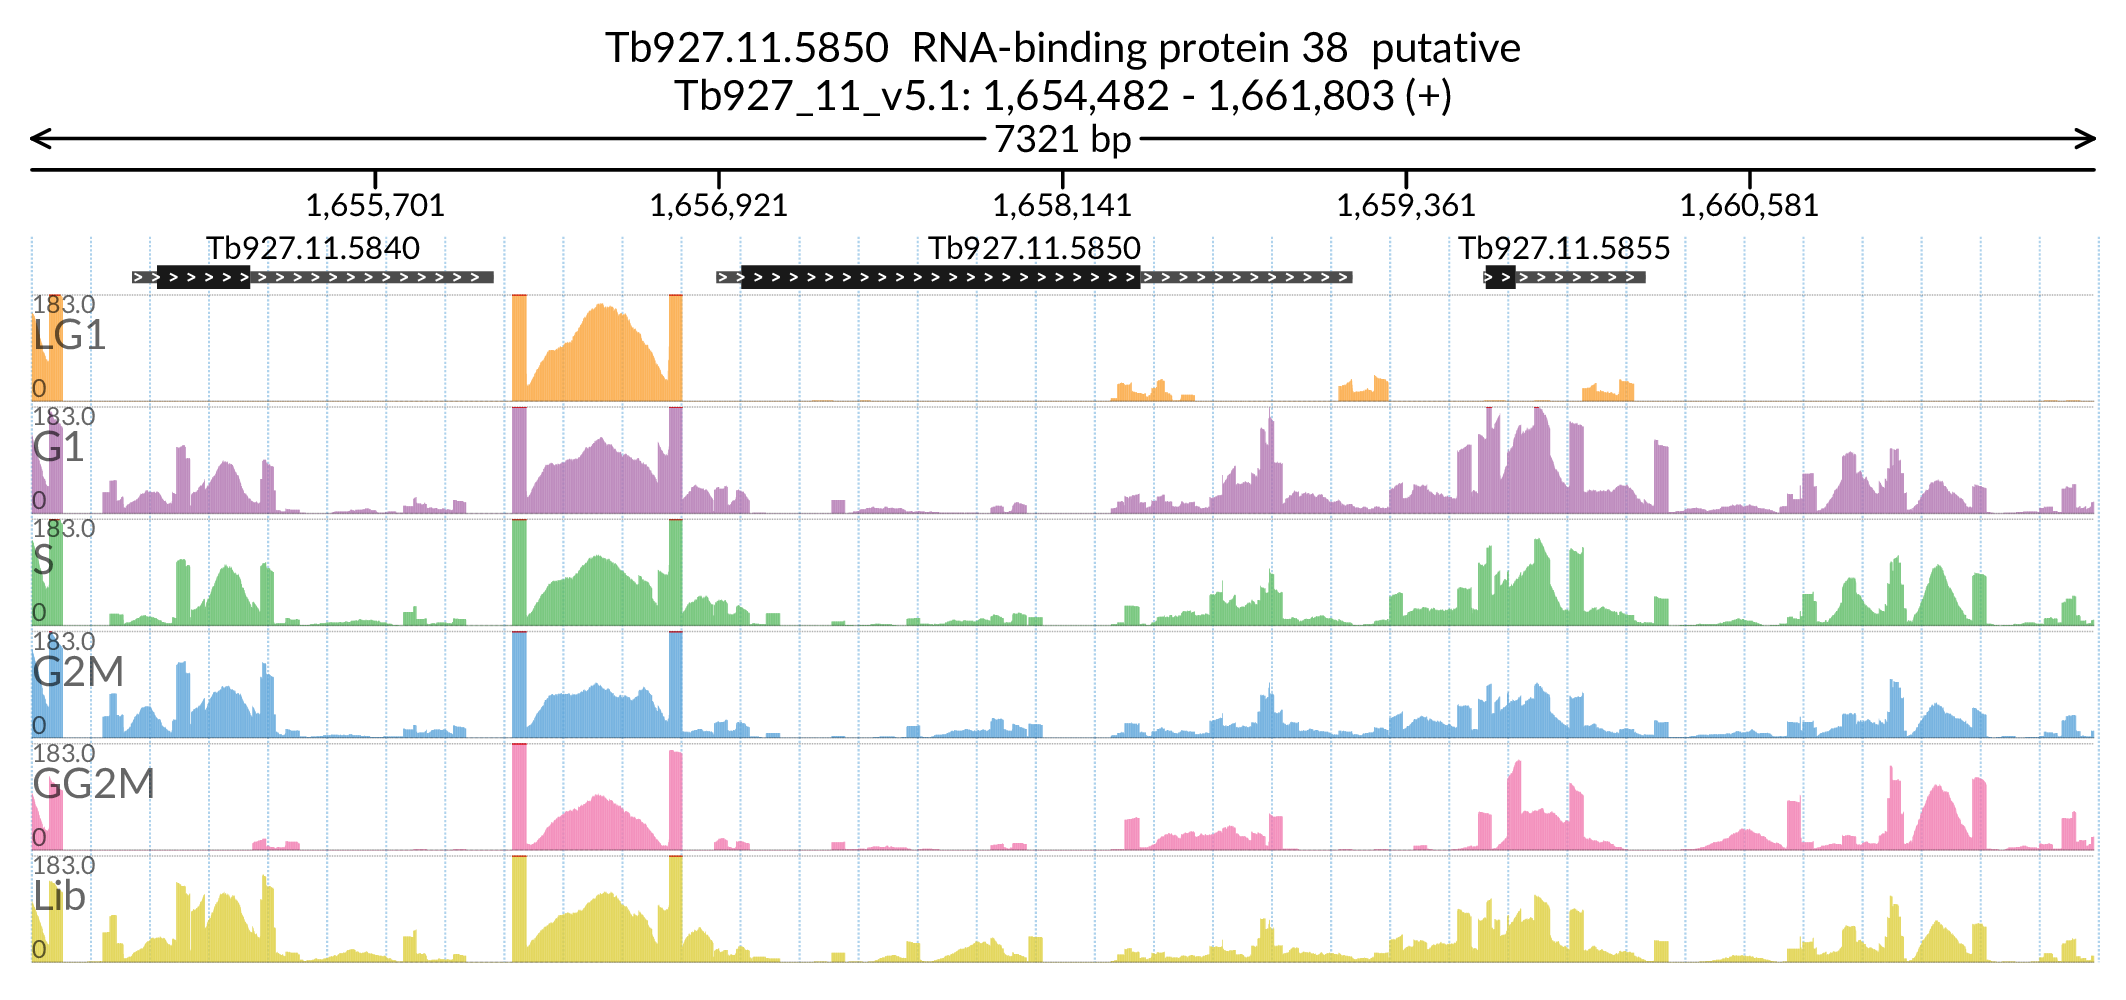 Tb927.11.5850  RNA-binding protein 38  putative
Tb927_11_v5.1: 1,654,482 - 1,661,803 (+)
7321 bp
1,655,701 1,656,921 1,658,141 1,659,361 1,660,581
Tb927.11.5840 Tb927.11.5850 Tb927.11.5855
183.0
LG1
0
183.0
G1
0
183.0
S
0
183.0
G2M
0
183.0
GG2M
0
183.0
Lib
0